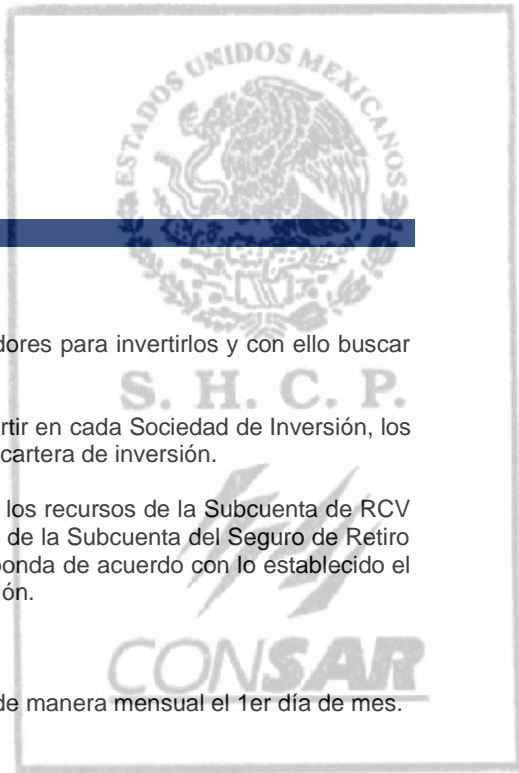 ESTADOS UNIDOS MEXICANOS
dores para invertirlos y con ello buscar
S. H. C. P.
rtir en cada Sociedad de Inversión, los
cartera de inversión.
los recursos de la Subcuenta de RCV
de la Subcuenta del Seguro de Retiro
onda de acuerdo con lo establecido el
ón.
CONSAR
de manera mensual el 1er día de mes.